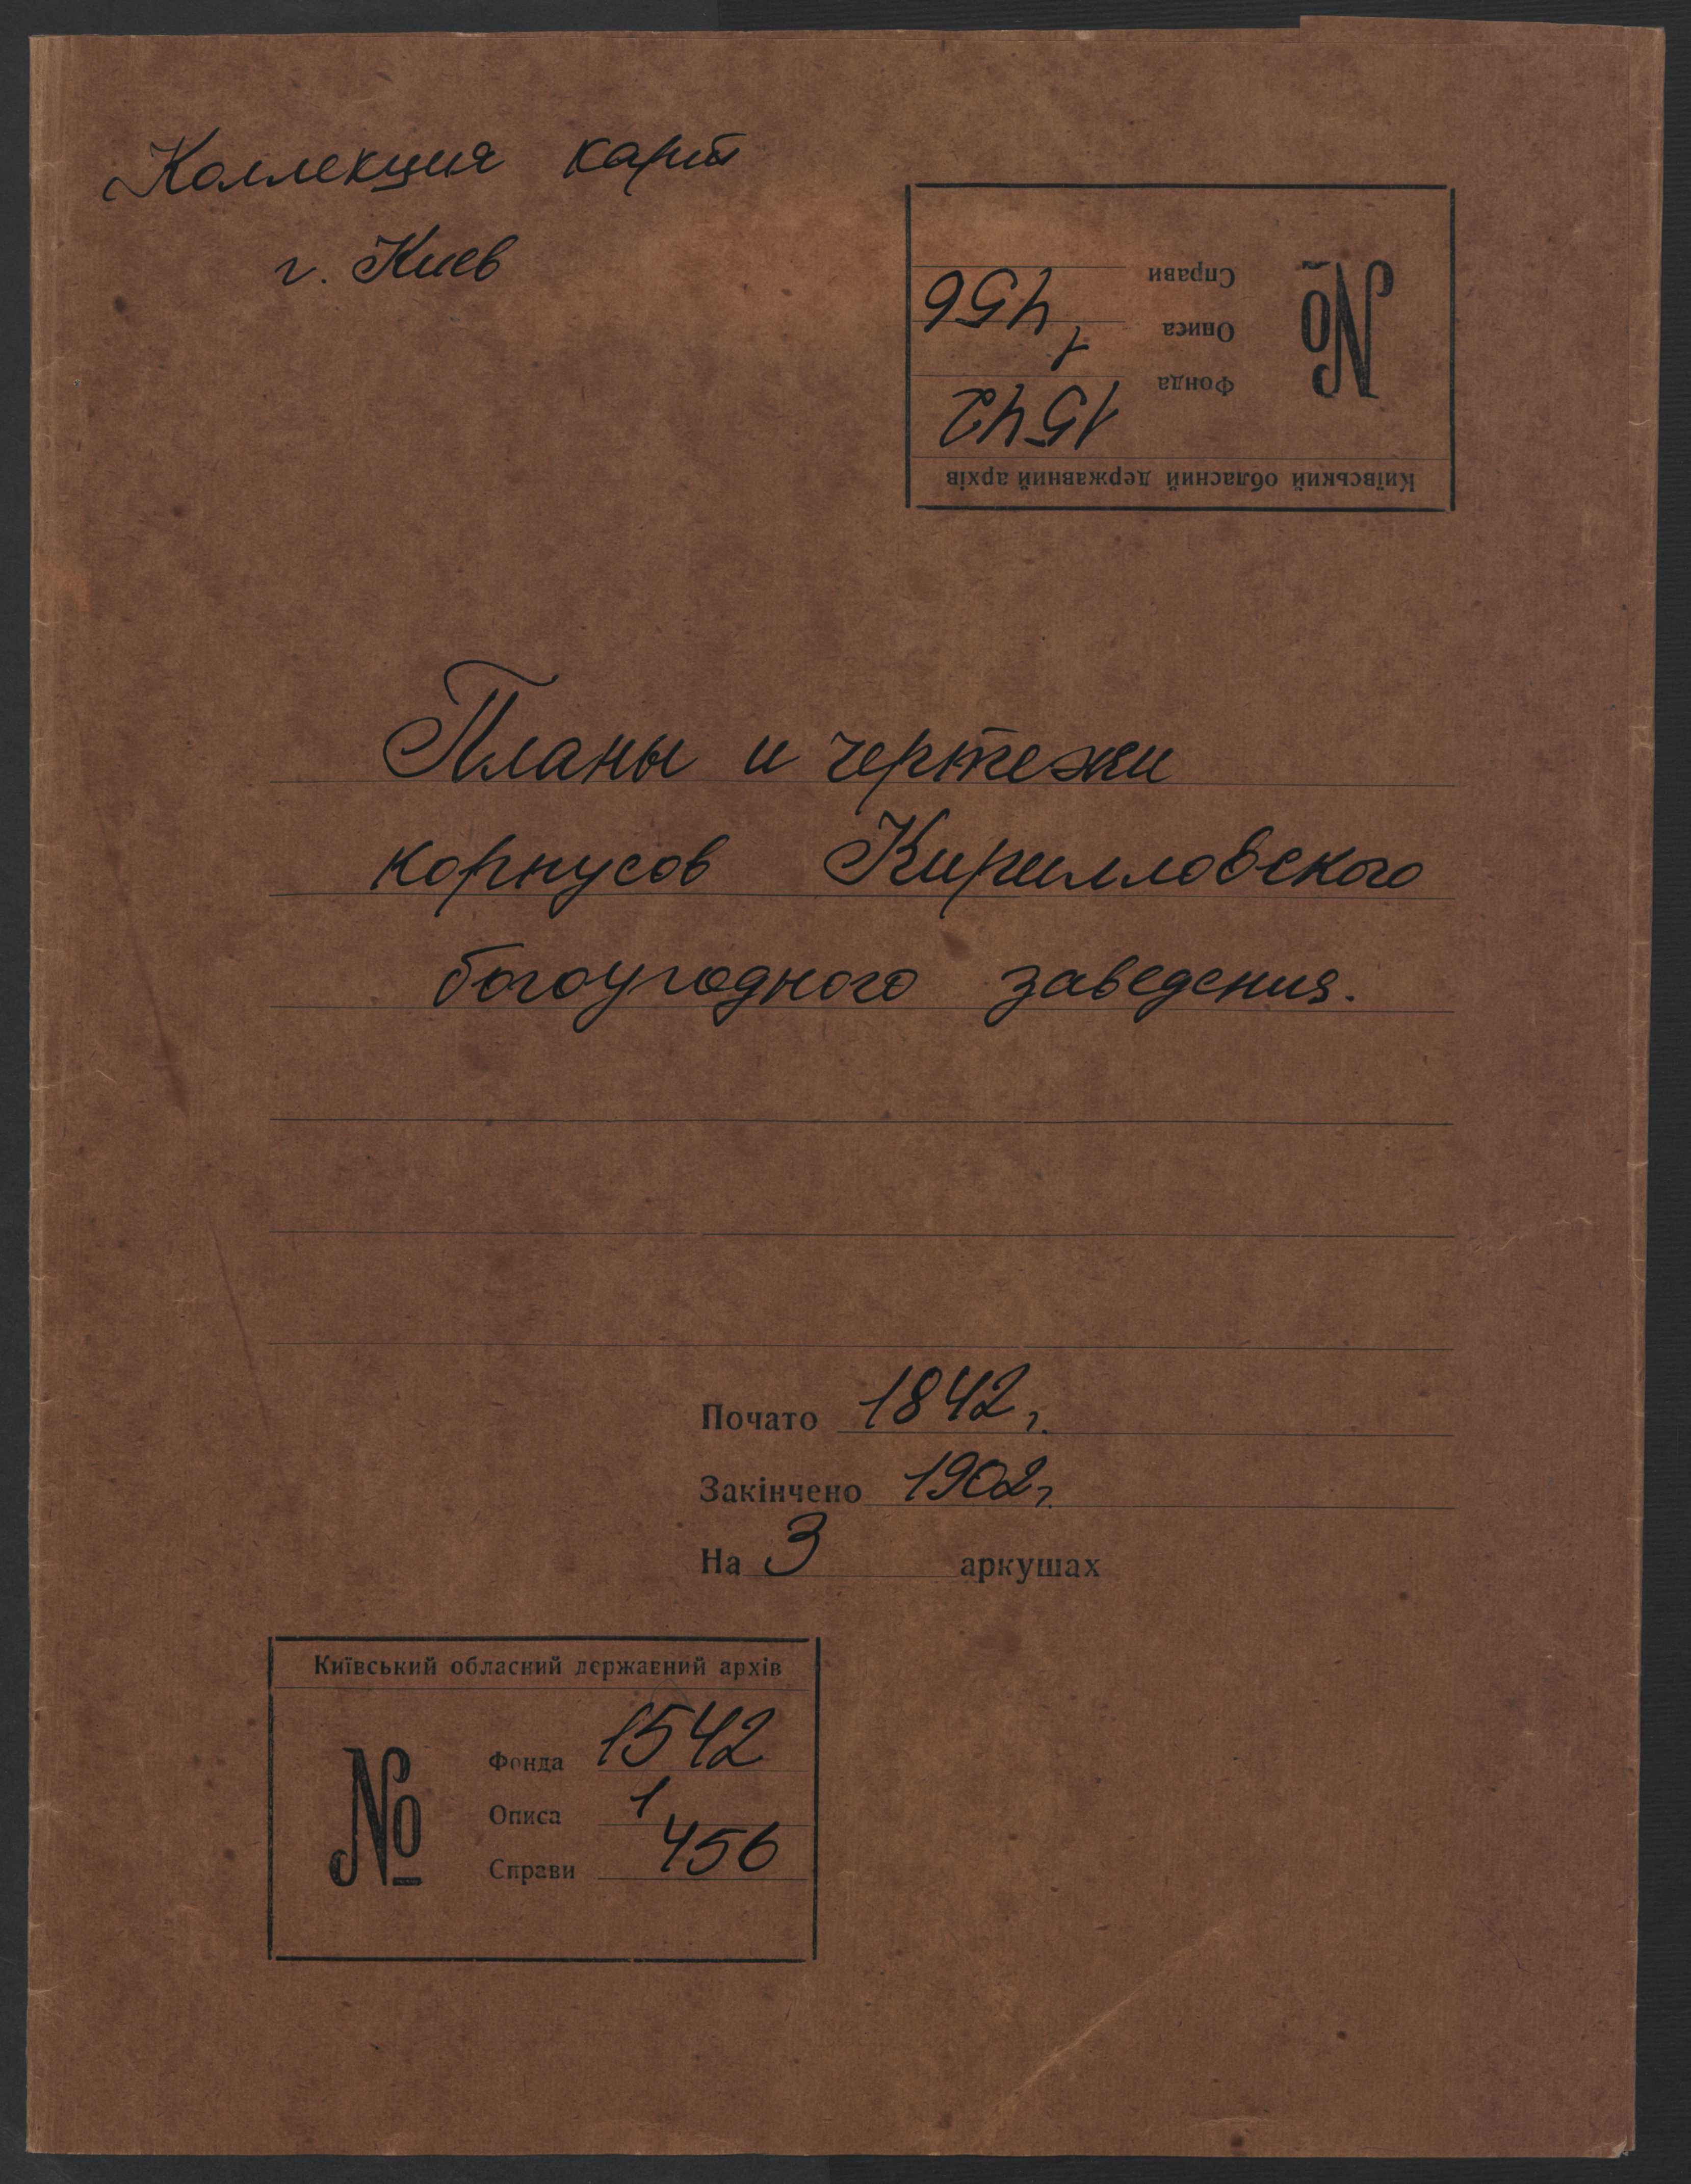 Коллекция карт
г. Киев
Київський обласний державний архів
№
Фонда 1542
Описа 1
Справи 456
Планы и чертежи
корпусов Кирилловского
богоугодного заведения.
Почато 1842 г.
Закінчено 1902 г.
На 3 аркушах
Київський обласний державний архів
№
Фонда 1542
Описа 1
Справи 456